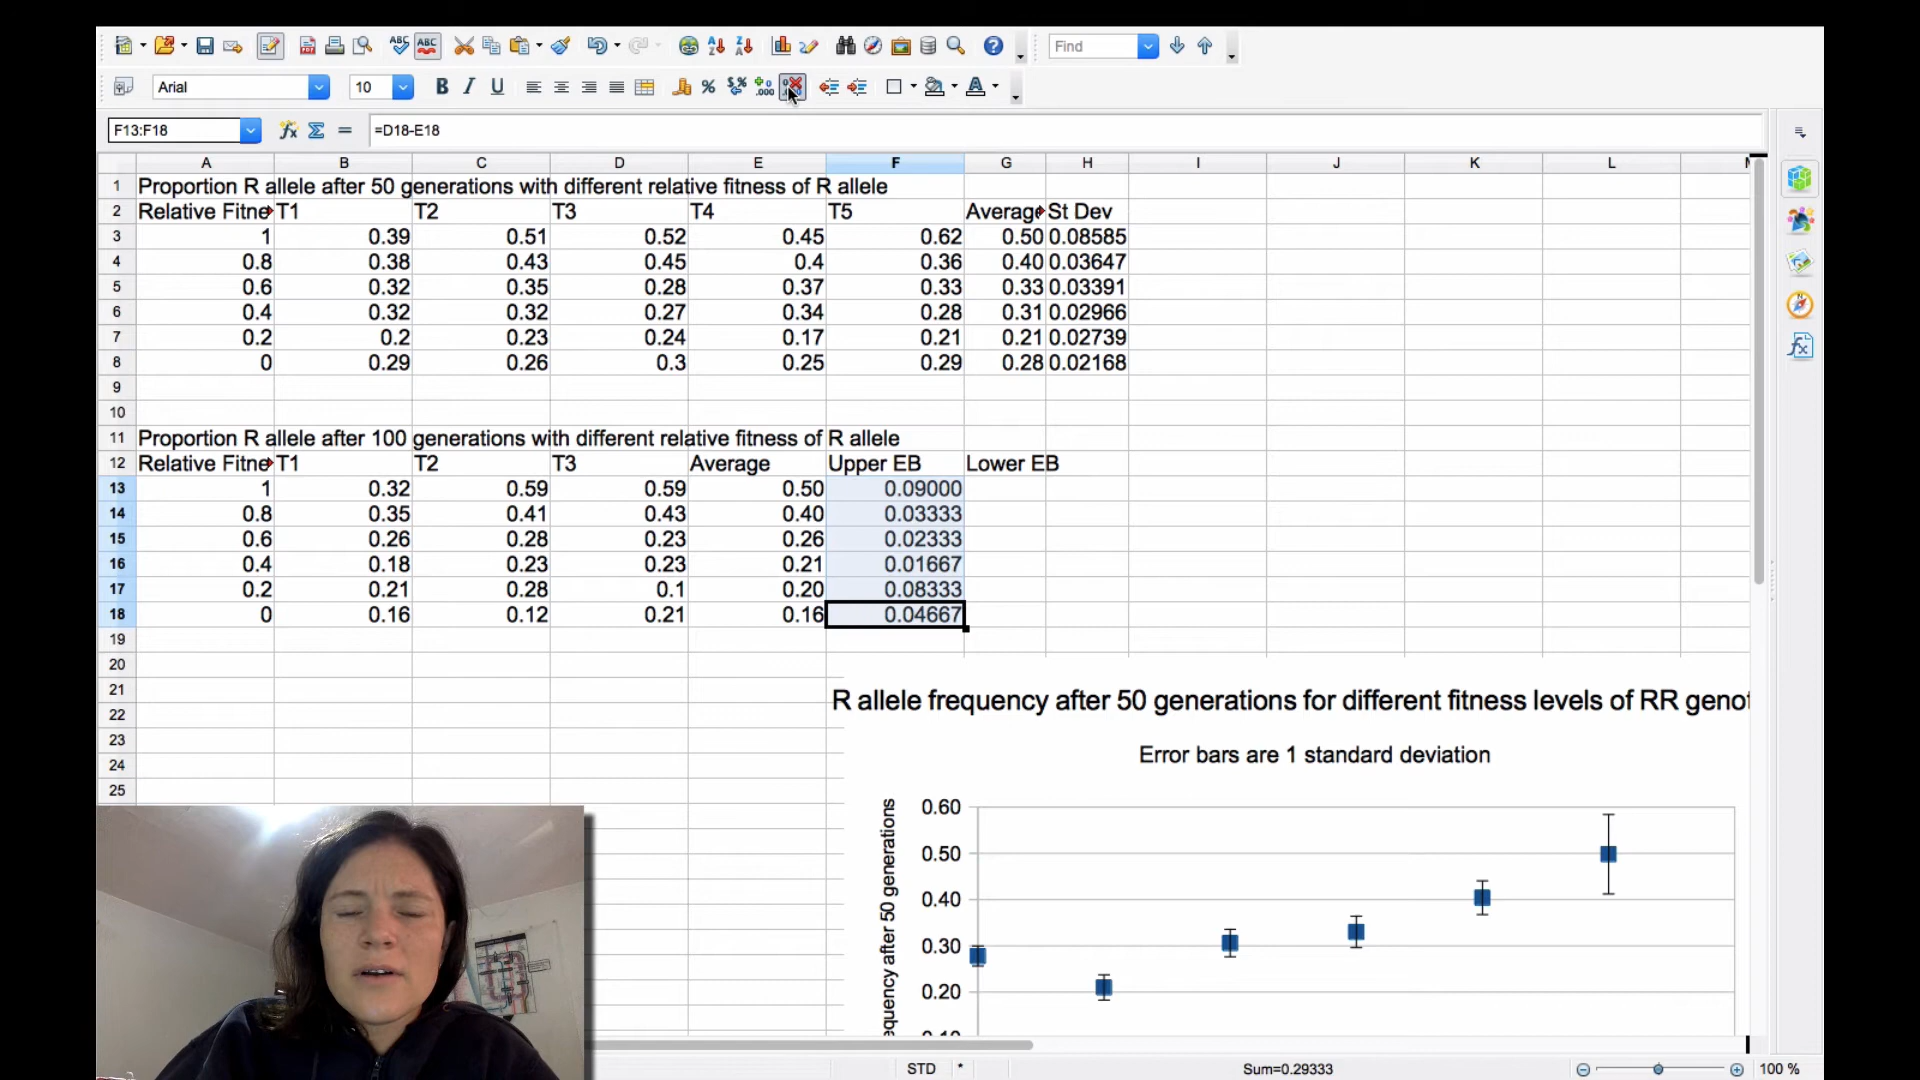 Find
Arial 10
F13:F18 =D18-E18
A B C D E F G H I J K L
1 Proportion R allele after 50 generations with different relative fitness of R allele
2 Relative Fitne T1 T2 T3 T4 T5 Average St Dev
3 1 0.39 0.51 0.52 0.45 0.62 0.50 0.08585
4 0.8 0.38 0.43 0.45 0.4 0.36 0.40 0.03647
5 0.6 0.32 0.35 0.28 0.37 0.33 0.33 0.03391
6 0.4 0.32 0.32 0.27 0.34 0.28 0.31 0.02966
7 0.2 0.2 0.23 0.24 0.17 0.21 0.21 0.02739
8 0 0.29 0.26 0.3 0.25 0.29 0.28 0.02168
9
10
11 Proportion R allele after 100 generations with different relative fitness of R allele
12 Relative Fitne T1 T2 T3 Average Upper EB Lower EB
13 1 0.32 0.59 0.59 0.50 0.09000
14 0.8 0.35 0.41 0.43 0.40 0.03333
15 0.6 0.26 0.28 0.23 0.26 0.02333
16 0.4 0.18 0.23 0.23 0.21 0.01667
17 0.2 0.21 0.28 0.1 0.20 0.08333
18 0 0.16 0.12 0.21 0.16 0.04667
19
20
21
22
23
24
25
R allele frequency after 50 generations for different fitness levels of RR genot
Error bars are 1 standard deviation
equency after 50 generations
0.60
0.50
0.40
0.30
0.20
STD * Sum=0.29333 100 %